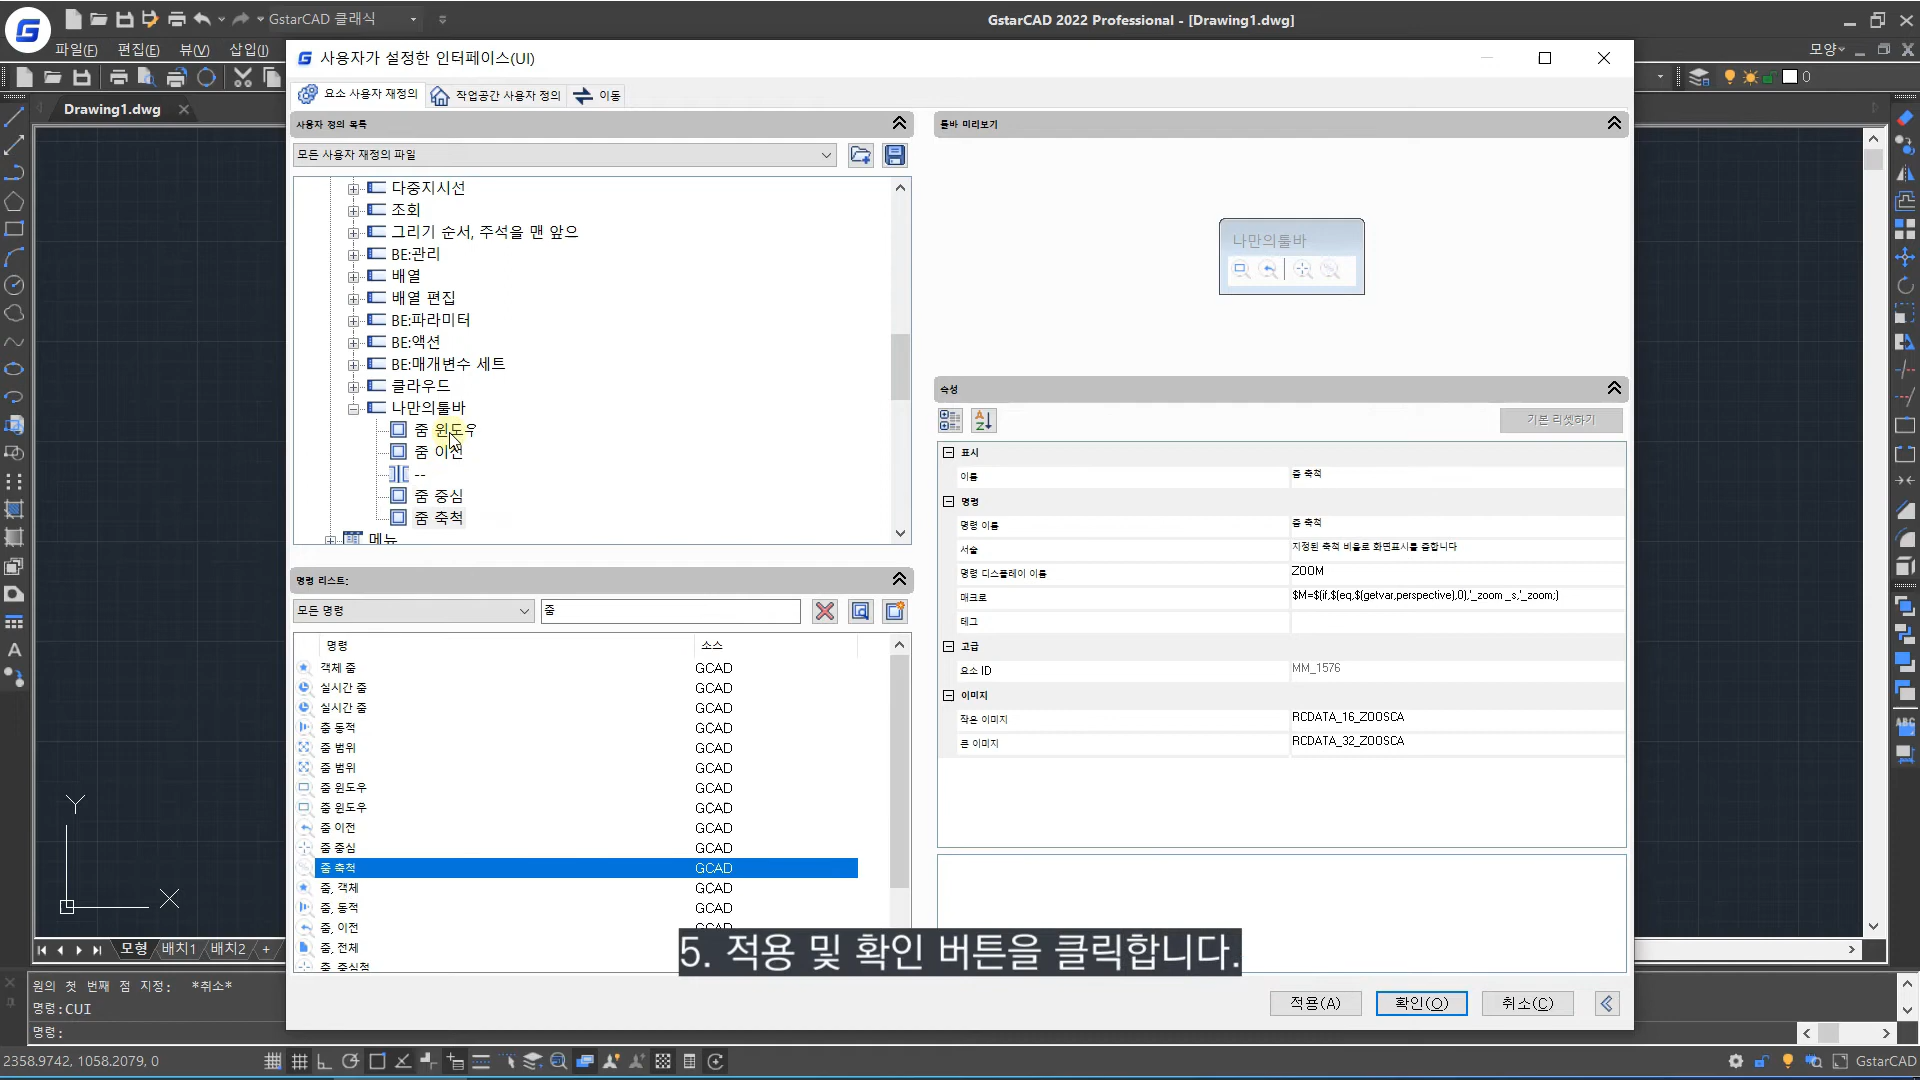 GstarCAD 클래식
GstarCAD 2022 Professional - [Drawing1.dwg]
파일(F) 편집(E) 뷰(V) 삽입(I)
모양
0
Drawing1.dwg
사용자가 설정한 인터페이스(UI)
요소 사용자 재정의
작업공간 사용자 정의
이동
사용자 정의 목록
모든 사용자 재정의 파일
다중지시선
조회
그리기 순서, 주석을 맨 앞으
BE:관리
배열
배열 편집
BE:파라미터
BE:액션
BE:매개변수 세트
클라우드
나만의툴바
줌 윈도우
줌 이전
--
줌 중심
줌 축척
메뉴
명령 리스트:
모든 명령
줌
명령 소스
객체 줌 GCAD
실시간 줌 GCAD
실시간 줌 GCAD
줌 동적 GCAD
줌 범위 GCAD
줌 범위 GCAD
줌 윈도우 GCAD
줌 윈도우 GCAD
줌 이전 GCAD
줌 중심 GCAD
줌 축척 GCAD
줌, 객체 GCAD
줌, 동적 GCAD
줌, 이전 GCAD
줌, 전체
줌, 중심점
툴바 미리보기
나만의툴바
속성
기본 리셋하기
표시
이름 줌 축척
명령
명령 이름 줌 축척
서술 지정된 축척 비율로 화면표시를 줌합니다
명령 디스플레이 이름 ZOOM
매크로 $M=$(if,$(eq,$(getvar,perspective),0),'_zoom _s,'_zoom;)
태그
고급
요소 ID MM_1576
이미지
작은 이미지 RCDATA_16_ZOOSCA
큰 이미지 RCDATA_32_ZOOSCA
5. 적용 및 확인 버튼을 클릭합니다.
적용(A) 확인(O) 취소(C)
Y
X
모형 배치1 배치2 +
원의 첫 번째 점 지정: *취소*
명령:CUI
명령:
2358.9742, 1058.2079, 0
GstarCAD
A
ABC